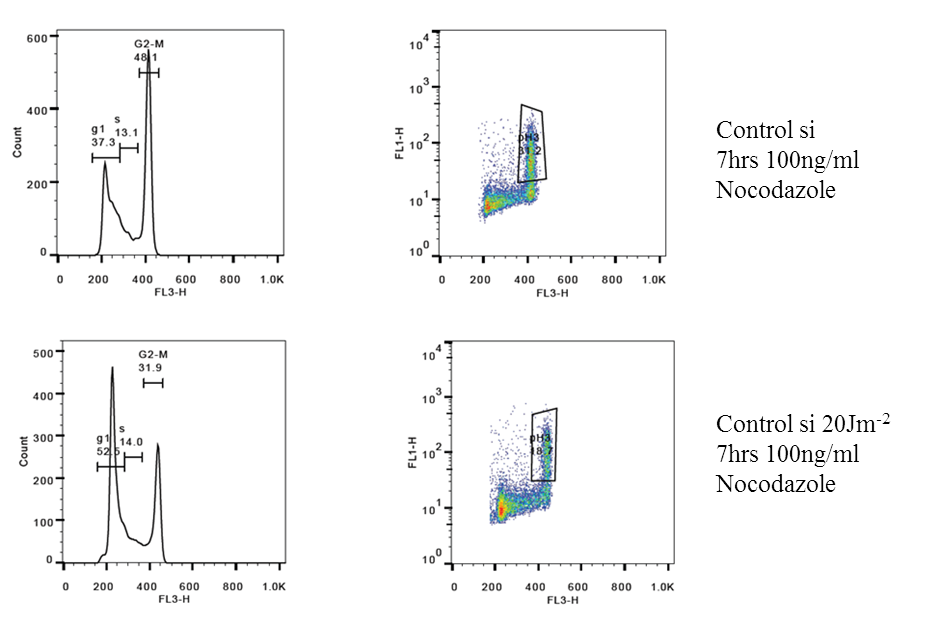 600
400
200
0
Count
G2-M
48.1
g1
37.3
s
13.1
0 200 400 600 800 1.0K
FL3-H
10^4
10^3
10^2
10^1
10^0
FL1-H
pH3
31.2
0 200 400 600 800 1.0K
FL3-H
Control si
7hrs 100ng/ml
Nocodazole
500
400
300
200
100
0
Count
G2-M
31.9
g1
52.5
s
14.0
0 200 400 600 800 1.0K
FL3-H
10^4
10^3
10^2
10^1
10^0
FL1-H
pH3
18.7
0 200 400 600 800 1.0K
FL3-H
Control si 20Jm^-2
7hrs 100ng/ml
Nocodazole